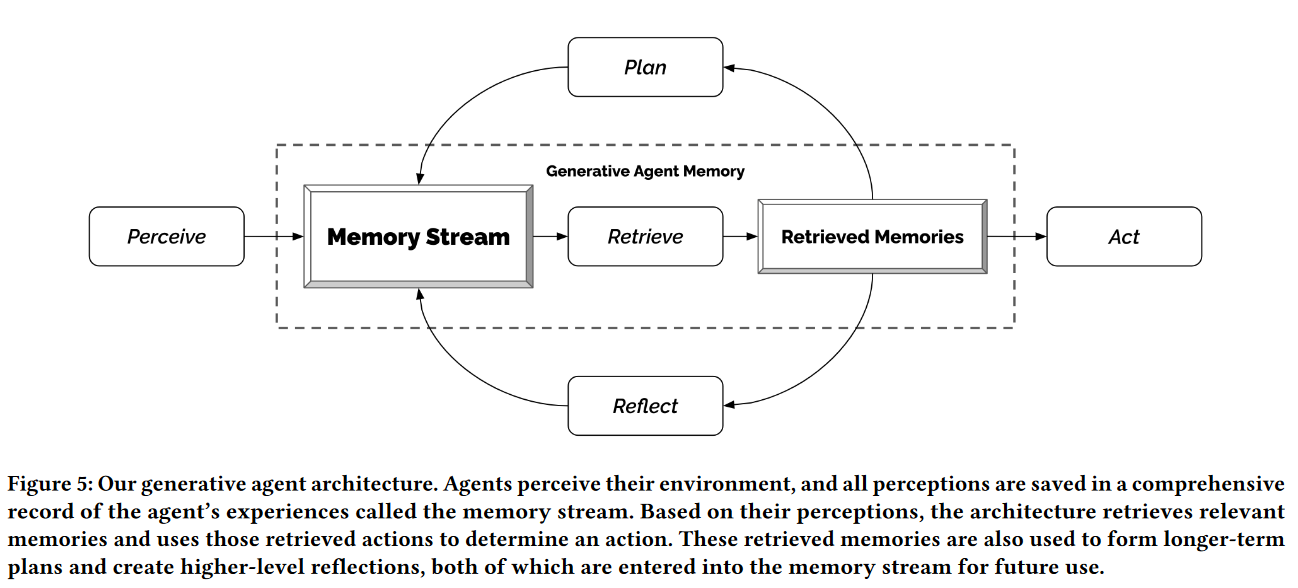 Plan
Generative Agent Memory
Perceive
Memory Stream
Retrieve
Retrieved Memories
Act
Reflect
Figure 5: Our generative agent architecture. Agents perceive their environment, and all perceptions are saved in a comprehensive
record of the agent’s experiences called the memory stream. Based on their perceptions, the architecture retrieves relevant
memories and uses those retrieved actions to determine an action. These retrieved memories are also used to form longer-term
plans and create higher-level reflections, both of which are entered into the memory stream for future use.